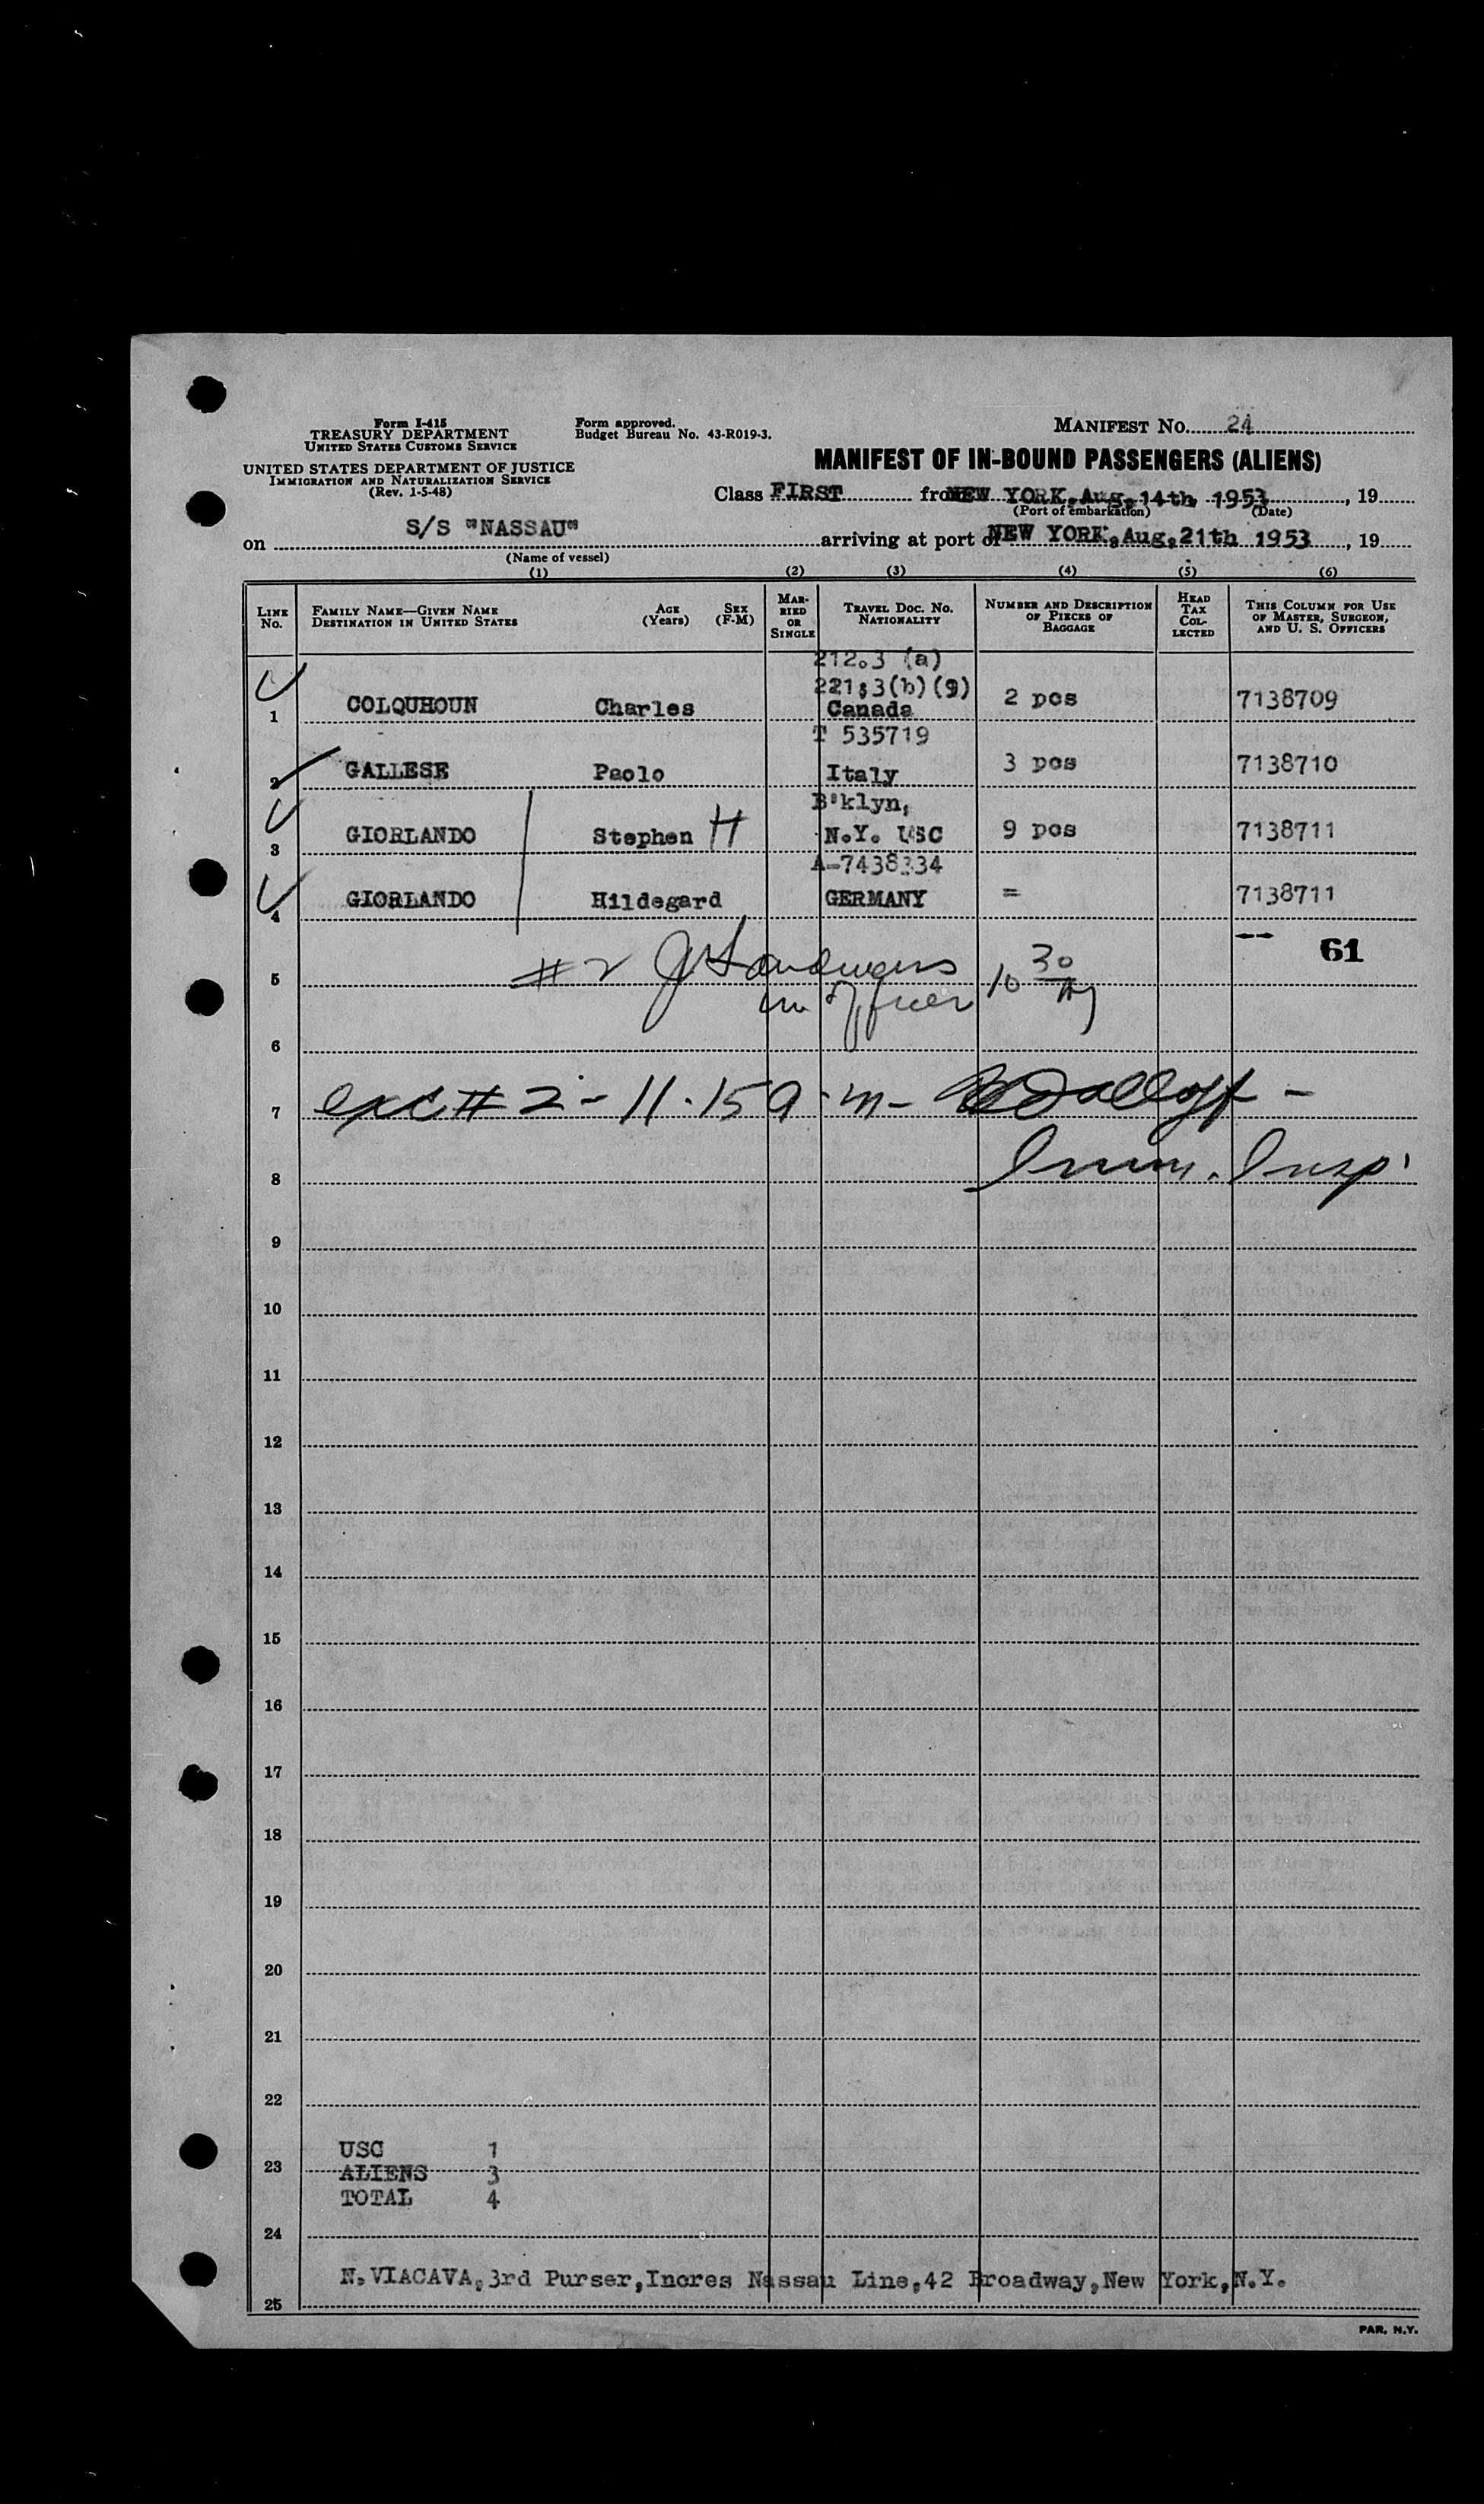 Form I-415
TREASURY DEPARTMENT
UNITED STATES CUSTOMS SERVICE
UNITED STATES DEPARTMENT OF JUSTICE
IMMIGRATION AND NATURALIZATION SERVICE
(Rev. 1-5-48)
Form approved.
Budget Bureau No. 43-R019-3.
MANIFEST No. 24
MANIFEST OF IN-BOUND PASSENGERS (ALIENS)
Class FIRST from NEW YORK, Aug, 14th 1953, 19
(Port of embarkation) (Date)
on S/S "NASSAU" arriving at port of NEW YORK, Aug, 21th 1953, 19
(Name of vessel)
(1) (2) (3) (4) (5) (6)
LINE No. FAMILY NAME—GIVEN NAME DESTINATION IN UNITED STATES AGE (Years) SEX (F-M) MARRIED OR SINGLE TRAVEL DOC. No. NATIONALITY NUMBER AND DESCRIPTION OF PIECES OF BAGGAGE HEAD TAX COLLECTED THIS COLUMN FOR USE OF MASTER, SURGEON, AND U. S. OFFICERS
212.3 (a)
221;3(b)(g)
1 COLQUHOUN Charles Canada 2 pcs 7138709
T 535719
2 GALLESE Paolo Italy 3 pcs 7138710
B'klyn,
3 GIORLANDO Stephen H N.Y. USC 9 pcs 7138711
A-7438334
4 GIORLANDO Hildegard GERMANY = 7138711
-- 61
5 #2 10 30
6
7 exc # 2 - 11.15 a.m -
8 Imm. Insp.
9
10
11
12
13
14
15
16
17
18
19
20
21
22
USC 1
23 ALIENS 3
TOTAL 4
24
N. VIACAVA, 3rd Purser, Incres Nassau Line, 42 Broadway, New York, N.Y.
25
PAR. N.Y.